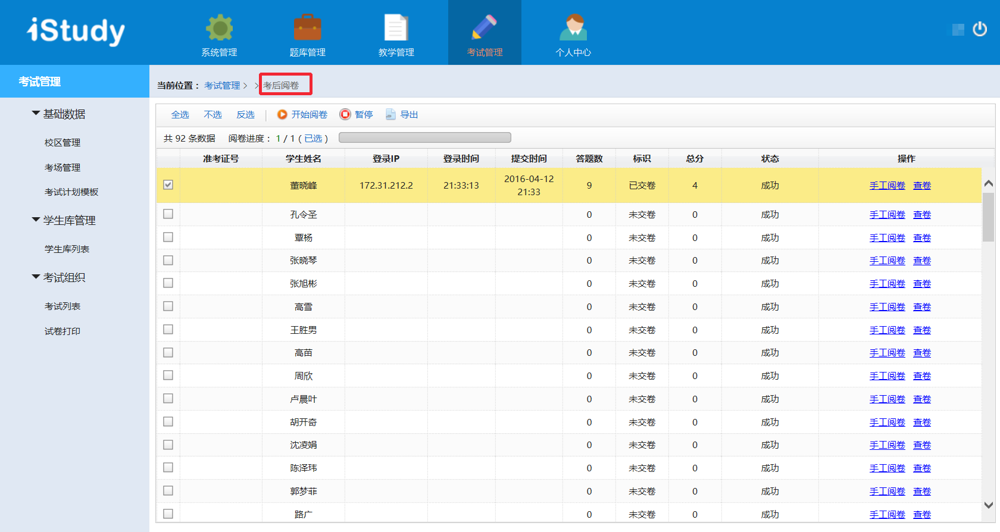 iStudy
系统管理 题库管理 教学管理 考试管理 个人中心
考试管理
当前位置： 考试管理 > > 考后阅卷
基础数据
校区管理
考场管理
考试计划模板
学生库管理
学生库列表
考试组织
考试列表
试卷打印
全选 不选 反选 | 开始阅卷 暂停 导出
共 92 条数据 阅卷进度： 1 / 1 ( 已选 )
准考证号 学生姓名 登录IP 登录时间 提交时间 答题数 标识 总分 状态 操作
董晓峰 172.31.212.2 21:33:13 2016-04-12 21:33 9 已交卷 4 成功 手工阅卷 查卷
孔令圣 0 未交卷 0 成功 手工阅卷 查卷
覃杨 0 未交卷 0 成功 手工阅卷 查卷
张晓琴 0 未交卷 0 成功 手工阅卷 查卷
张旭彬 0 未交卷 0 成功 手工阅卷 查卷
高雪 0 未交卷 0 成功 手工阅卷 查卷
王胜男 0 未交卷 0 成功 手工阅卷 查卷
高苗 0 未交卷 0 成功 手工阅卷 查卷
周欣 0 未交卷 0 成功 手工阅卷 查卷
卢晨叶 0 未交卷 0 成功 手工阅卷 查卷
胡开奇 0 未交卷 0 成功 手工阅卷 查卷
沈凌娟 0 未交卷 0 成功 手工阅卷 查卷
陈泽玮 0 未交卷 0 成功 手工阅卷 查卷
郭梦菲 0 未交卷 0 成功 手工阅卷 查卷
路广 0 未交卷 0 成功 手工阅卷 查卷